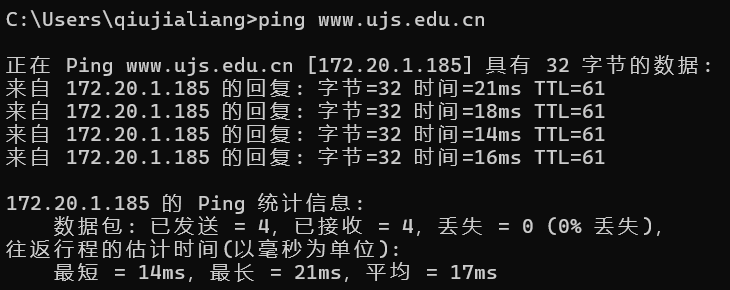 C:\Users\qiujialiang>ping www.ujs.edu.cn
正在 Ping www.ujs.edu.cn [172.20.1.185] 具有 32 字节的数据:
来自 172.20.1.185 的回复: 字节=32 时间=21ms TTL=61
来自 172.20.1.185 的回复: 字节=32 时间=18ms TTL=61
来自 172.20.1.185 的回复: 字节=32 时间=14ms TTL=61
来自 172.20.1.185 的回复: 字节=32 时间=16ms TTL=61
172.20.1.185 的 Ping 统计信息:
数据包: 已发送 = 4, 已接收 = 4, 丢失 = 0 (0% 丢失),
往返行程的估计时间(以毫秒为单位):
最短 = 14ms, 最长 = 21ms, 平均 = 17ms